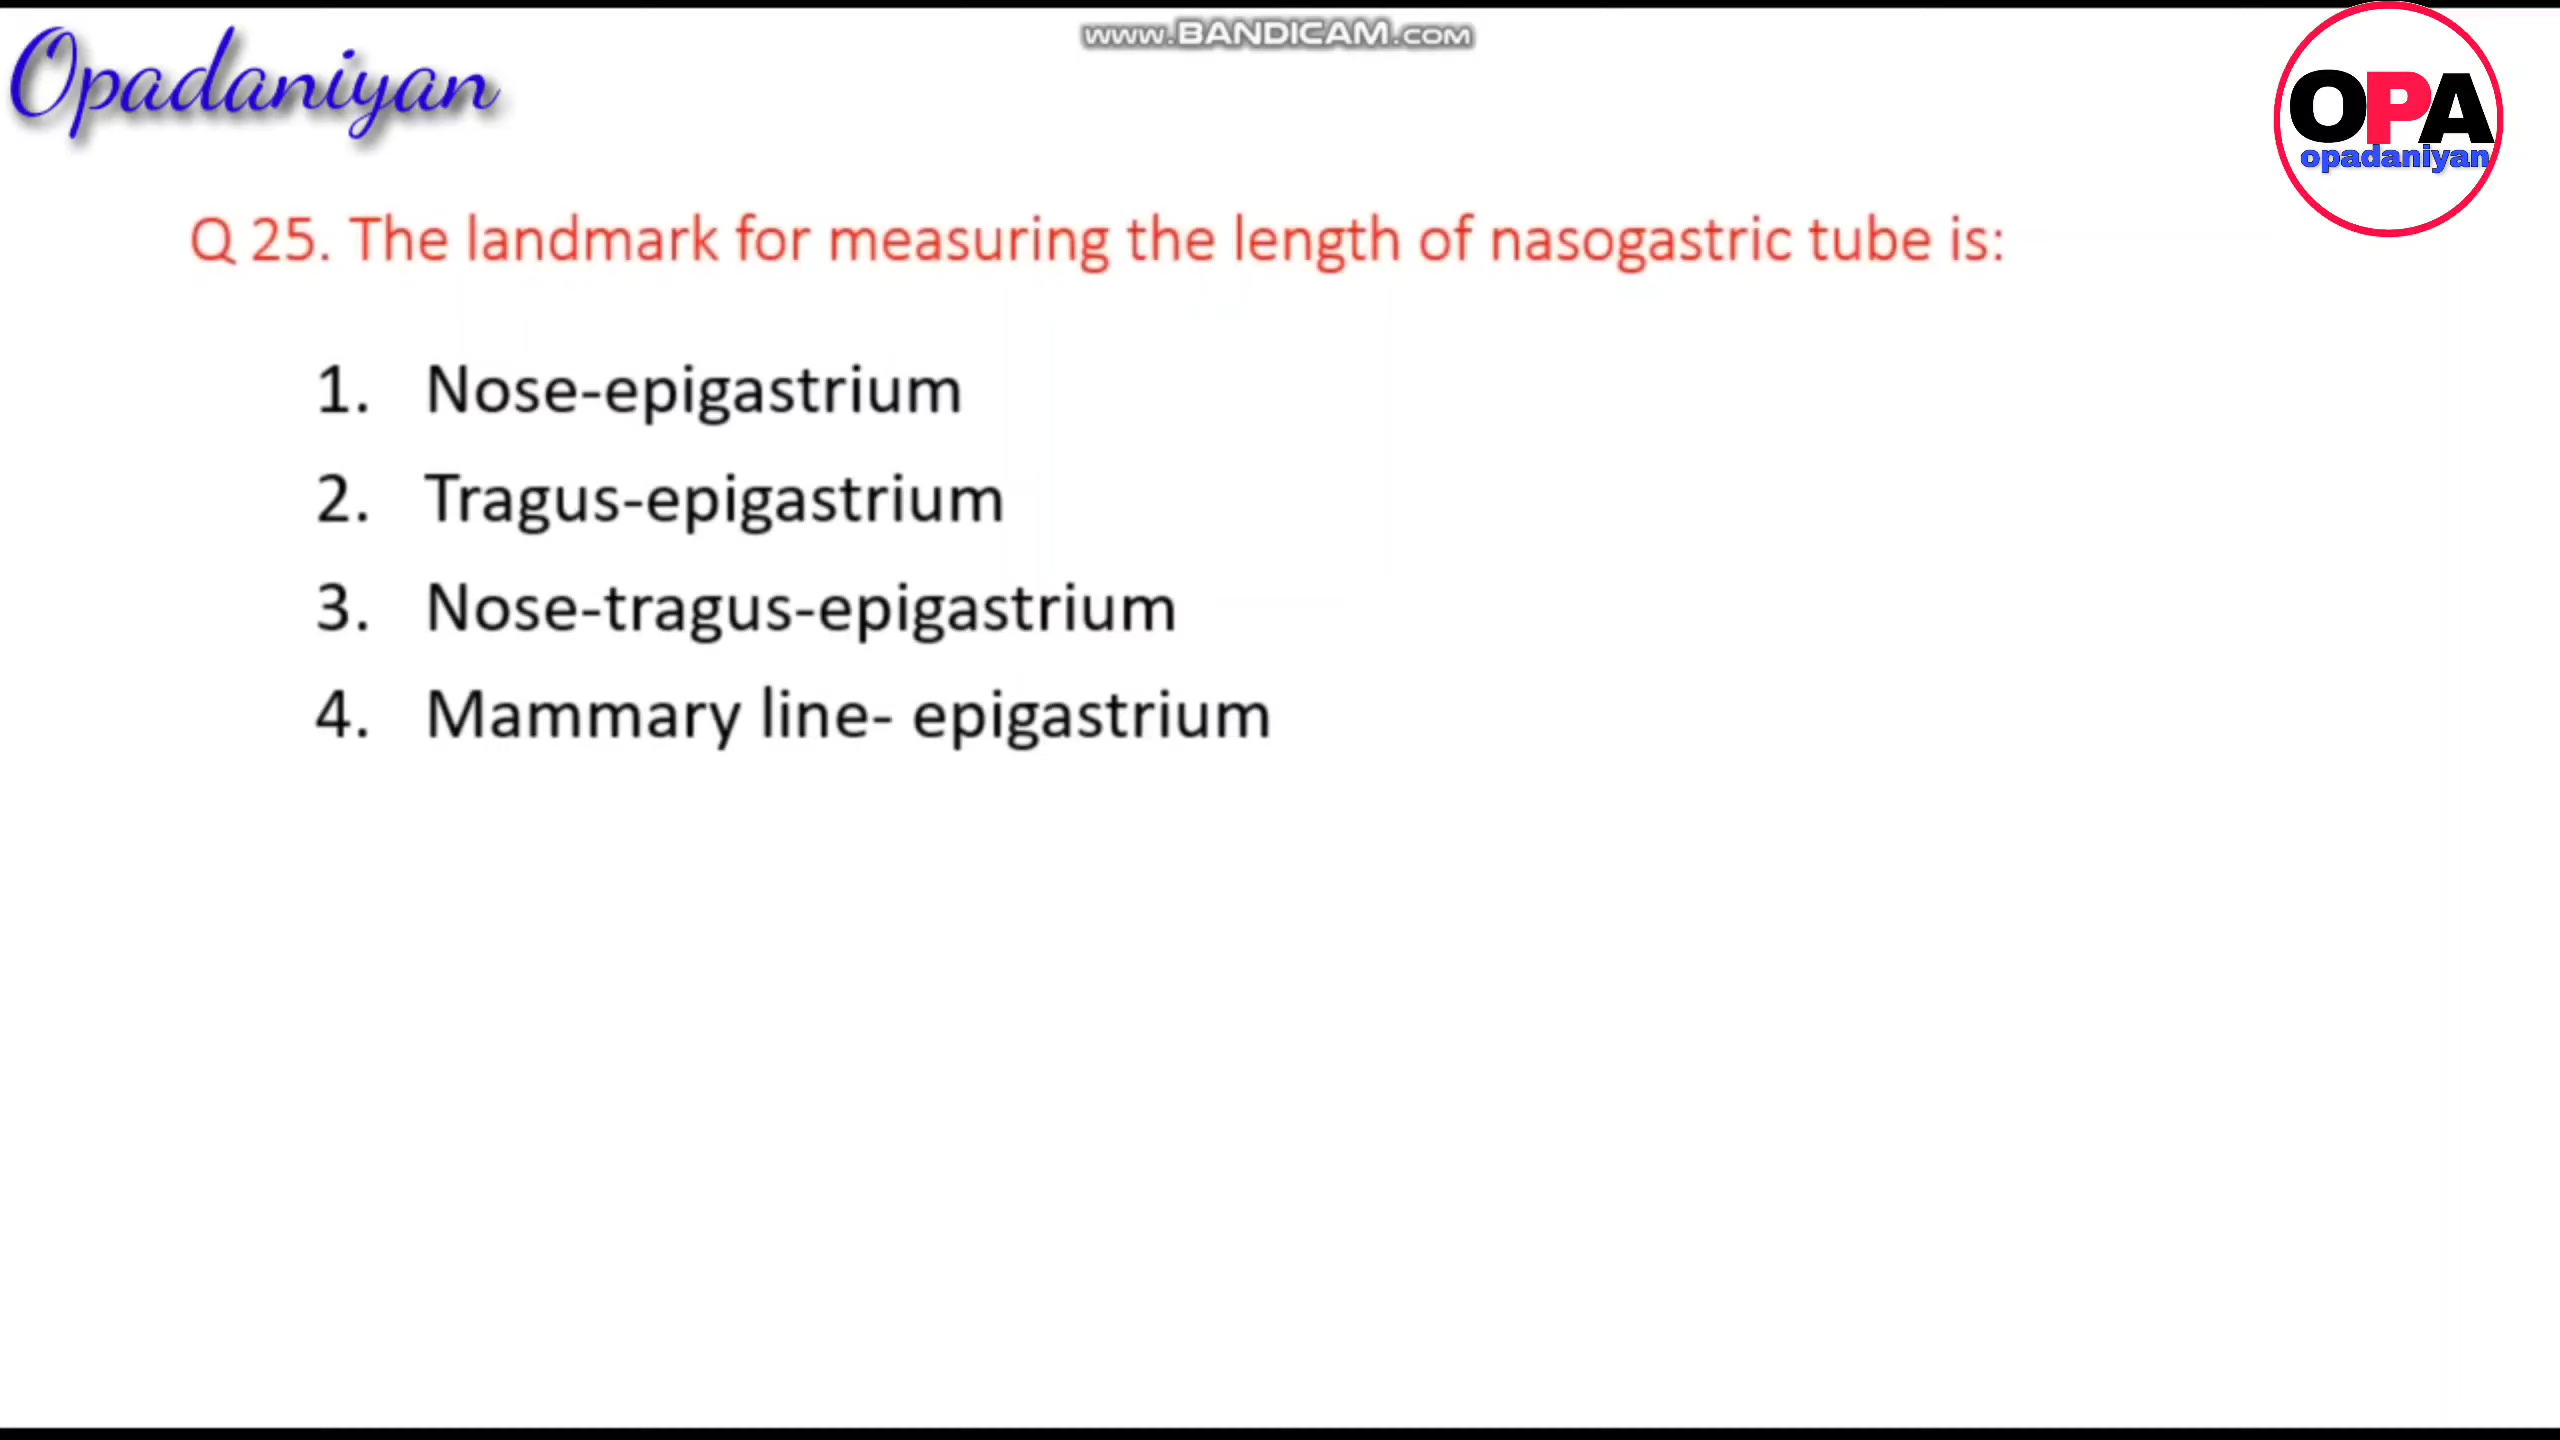 www.BANDICAM.com
Opadaniyan
OPA
opadaniyan
Q 25. The landmark for measuring the length of nasogastric tube is:
1. Nose-epigastrium
2. Tragus-epigastrium
3. Nose-tragus-epigastrium
4. Mammary line- epigastrium